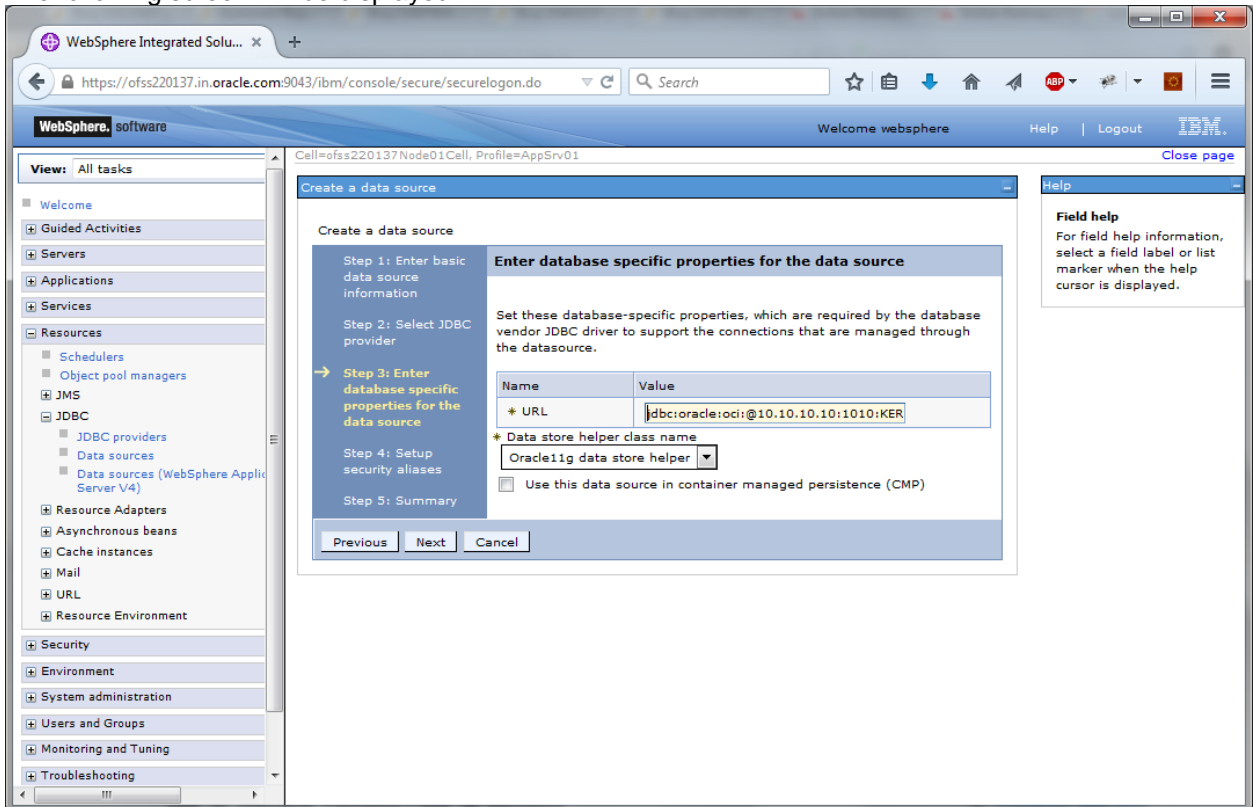 WebSphere Integrated Solu... × +
https://ofss220137.in.oracle.com:9043/ibm/console/secure/securelogon.do
Search
ABP
WebSphere. software
Welcome websphere
Help | Logout
IBM.
View: All tasks
Welcome
Guided Activities
Servers
Applications
Services
Resources
Schedulers
Object pool managers
JMS
JDBC
JDBC providers
Data sources
Data sources (WebSphere Applic
Server V4)
Resource Adapters
Asynchronous beans
Cache instances
Mail
URL
Resource Environment
Security
Environment
System administration
Users and Groups
Monitoring and Tuning
Troubleshooting
Cell=ofss220137Node01Cell, Profile=AppSrv01
Close page
Create a data source
Create a data source
Step 1: Enter basic
data source
information
Step 2: Select JDBC
provider
Step 3: Enter
database specific
properties for the
data source
Step 4: Setup
security aliases
Step 5: Summary
Enter database specific properties for the data source
Set these database-specific properties, which are required by the database
vendor JDBC driver to support the connections that are managed through
the datasource.
Name Value
* URL jdbc:oracle:oci:@10.10.10.10:1010:KER
* Data store helper class name
Oracle11g data store helper
Use this data source in container managed persistence (CMP)
Previous Next Cancel
Help
Field help
For field help information,
select a field label or list
marker when the help
cursor is displayed.